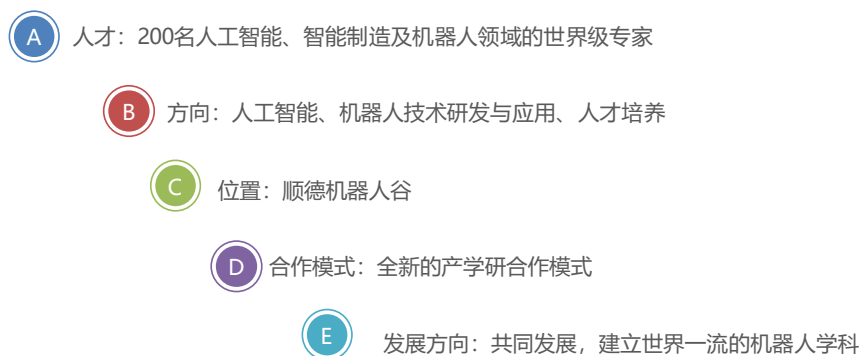 A 人才：200名人工智能、智能制造及机器人领域的世界级专家
B 方向：人工智能、机器人技术研发与应用、人才培养
C 位置：顺德机器人谷
D 合作模式：全新的产学研合作模式
E 发展方向：共同发展，建立世界一流的机器人学科